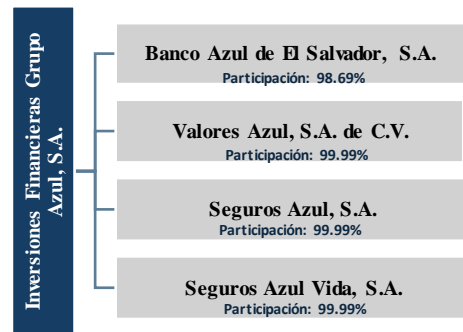 Inversiones Financieras Grupo
Azul, S.A.
Banco Azul de El Salvador, S.A.
Participación: 98.69%
Valores Azul, S.A. de C.V.
Participación: 99.99%
Seguros Azul, S.A.
Participación: 99.99%
Seguros Azul Vida, S.A.
Participación: 99.99%